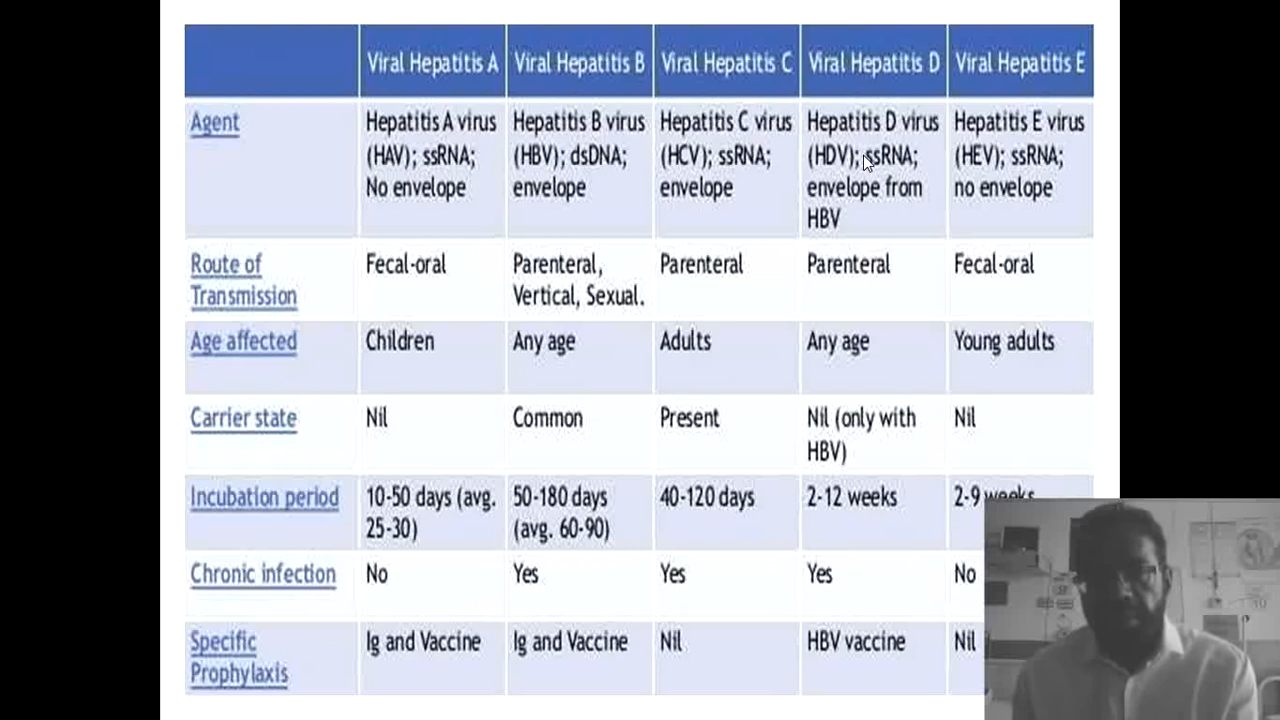 Viral Hepatitis A Viral Hepatitis B Viral Hepatitis C Viral Hepatitis D Viral Hepatitis E
Agent
Hepatitis A virus
(HAV); ssRNA;
No envelope
Hepatitis B virus
(HBV); dsDNA;
envelope
Hepatitis C virus
(HCV); ssRNA;
envelope
Hepatitis D virus
(HDV); ssRNA;
envelope from
HBV
Hepatitis E virus
(HEV); ssRNA;
no envelope
Route of
Transmission
Fecal-oral
Parenteral,
Vertical, Sexual.
Parenteral
Parenteral
Fecal-oral
Age affected
Children
Any age
Adults
Any age
Young adults
Carrier state
Nil
Common
Present
Nil (only with
HBV)
Nil
Incubation period
10-50 days (avg.
25-30)
50-180 days
(avg. 60-90)
40-120 days
2-12 weeks
2-9 weeks
Chronic infection
No
Yes
Yes
Yes
No
Specific
Prophylaxis
Ig and Vaccine
Ig and Vaccine
Nil
HBV vaccine
Nil